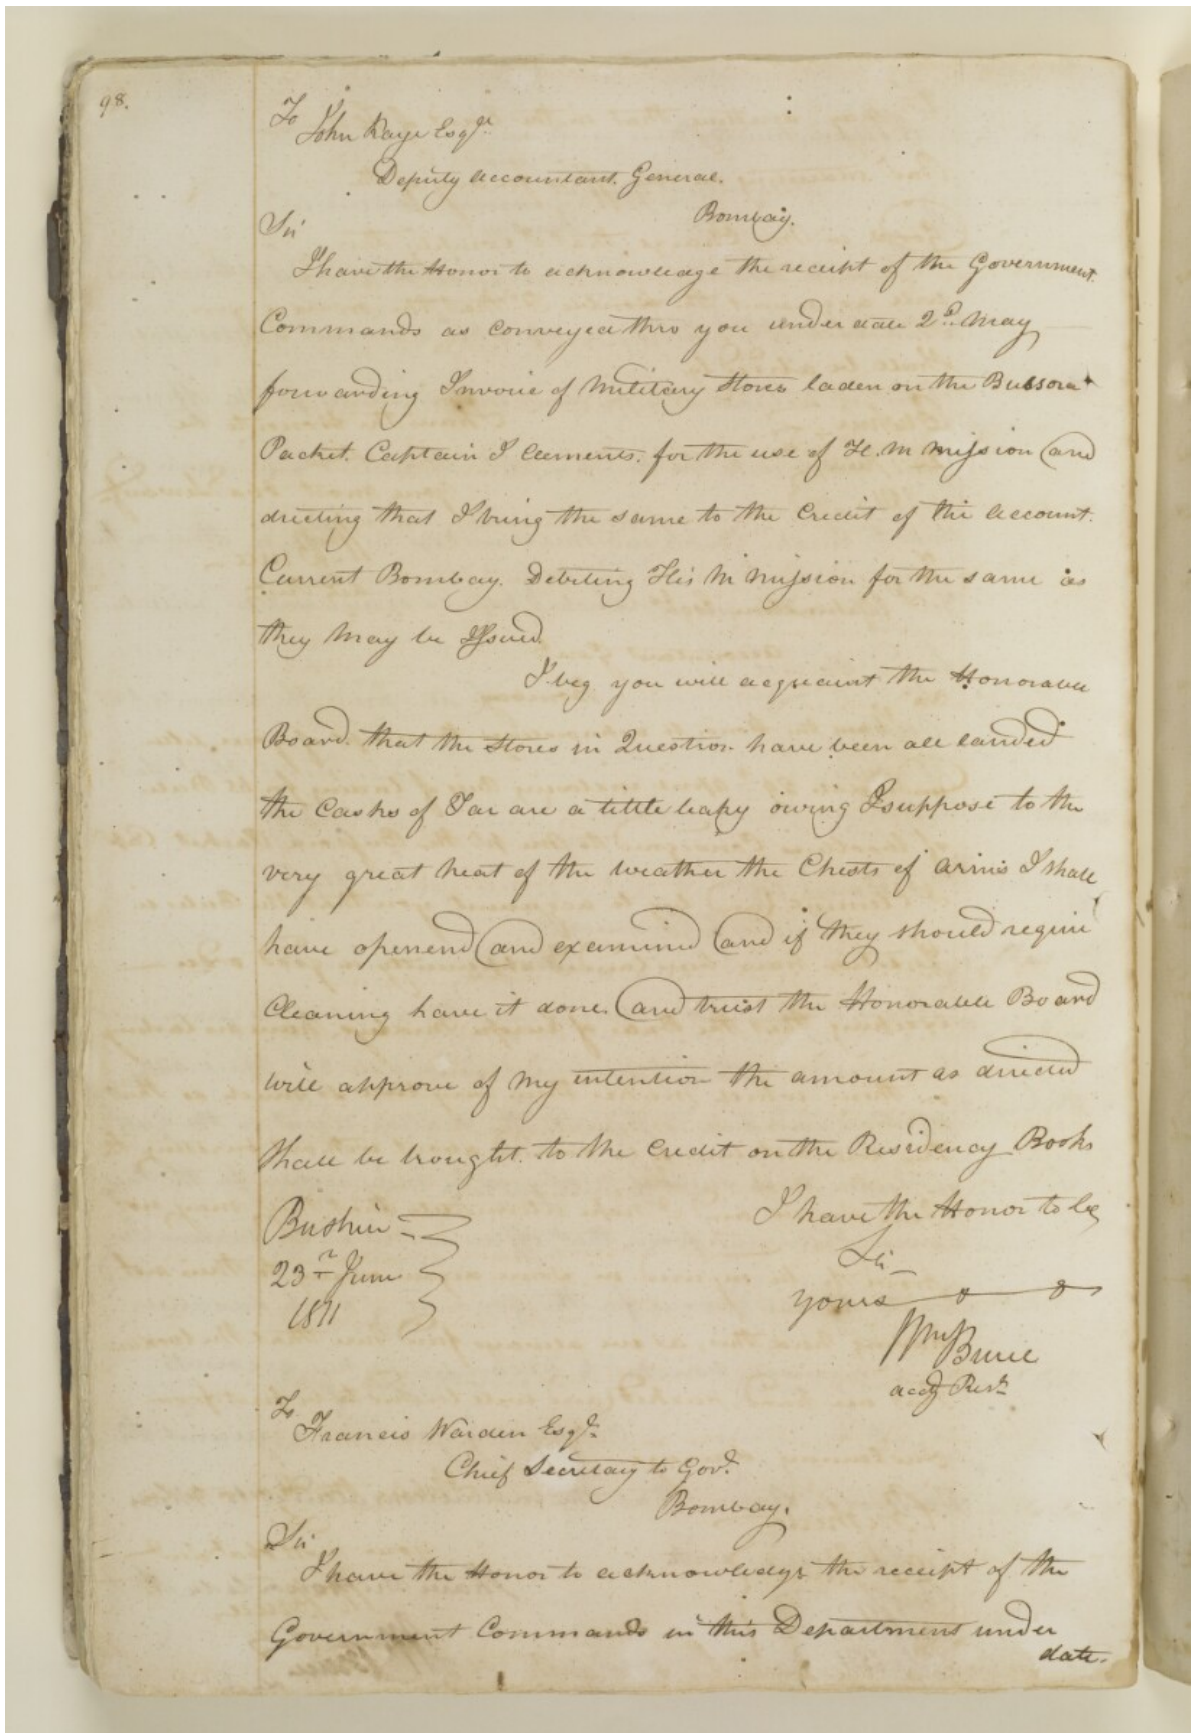 98.
To
John Kaye Esqr.
Deputy Accountant. General.
Bombay.
Sir
I have the Honor to acknowledge the receipt of the Government
Commands as conveyed thro you under date 2d. May
forwarding Invoice of Military Stores laden on the Bussora
Packet. Captain I Clements. for the use of H. M Mission and
directing that I bring the same to the Credit of the Account.
Current Bombay. Debiting His M Mission for the same as
they may be Issued
I beg you will acquaint the Honorable
Board. that the Stores in Question have been all landed
the Casks of Tar are a little leaky owing I suppose to the
very great heat of the weather the Chests of Arms I shall
have openend and examined and if they should require
Cleaning have it done and trust the Honorable Board
will approve of my intention the amount as directed
shall be brought. to the Credit on the Residency Books
I have the Honor to be
Sir
yours
Wm Bruce
actg Rest.
Bushire
23rd June
1811
To
Francis Warden Esqr.
Chief Secretary to Govt.
Bombay.
Sir
I have the Honor to acknowledge the receipt of the
Government Commands in this Department under
date.